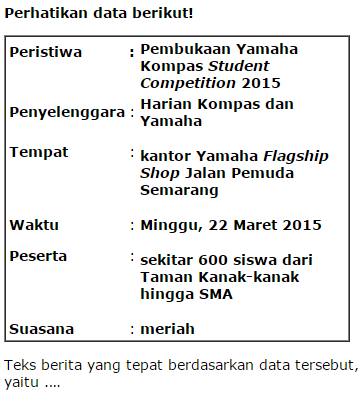 Perhatikan data berikut!
Peristiwa : Pembukaan Yamaha
Kompas Student
Competition 2015
Penyelenggara : Harian Kompas dan
Yamaha
Tempat : kantor Yamaha Flagship
Shop Jalan Pemuda
Semarang
Waktu : Minggu, 22 Maret 2015
Peserta : sekitar 600 siswa dari
Taman Kanak-kanak
hingga SMA
Suasana : meriah
Teks berita yang tepat berdasarkan data tersebut,
yaitu ....